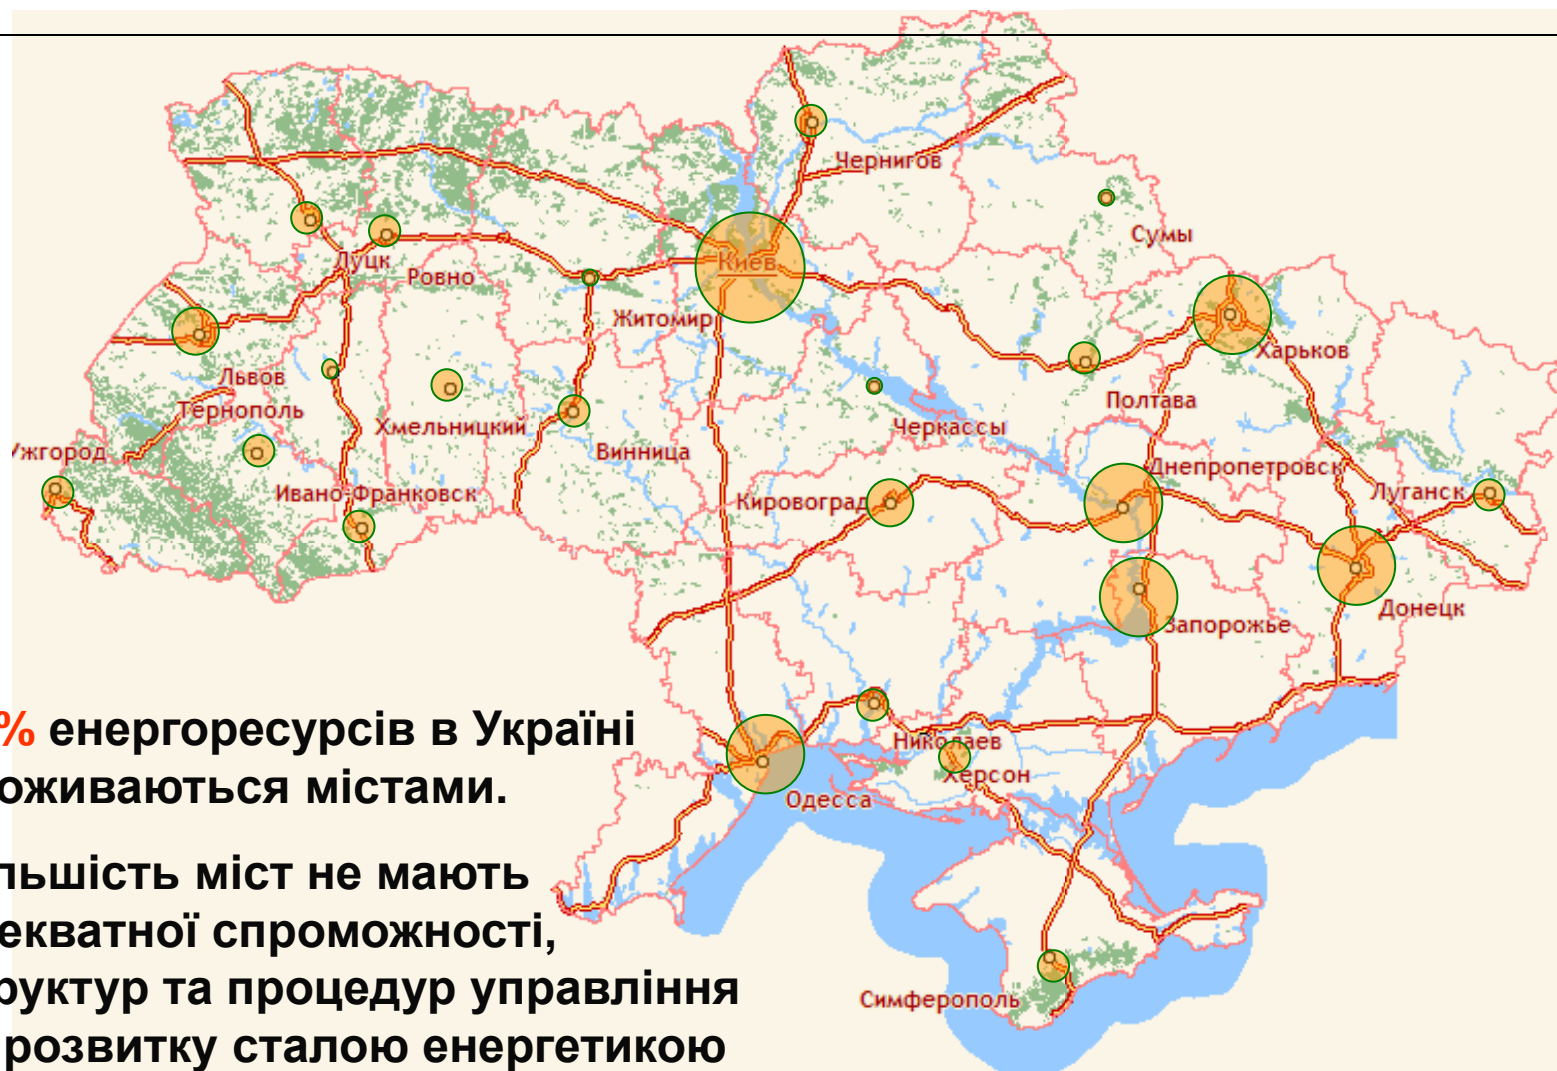 Чернигов
Сумы
Луцк
Ровно
Киев
Житомир
Харьков
Львов
Тернополь
Хмельницкий
Винница
Черкассы
Полтава
Ужгород
Ивано-Франковск
Кировоград
Днепропетровск
Луганск
Донецк
Запорожье
Николаев
Херсон
Одесса
Симферополь
% енергоресурсів в Україні
оживаються містами.
льшість міст не мають
екватної спроможності,
руктур та процедур управління
розвитку сталою енергетикою